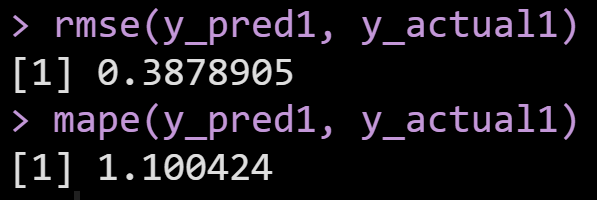 > rmse(y_pred1, y_actual1)
[1] 0.3878905
> mape(y_pred1, y_actual1)
[1] 1.100424